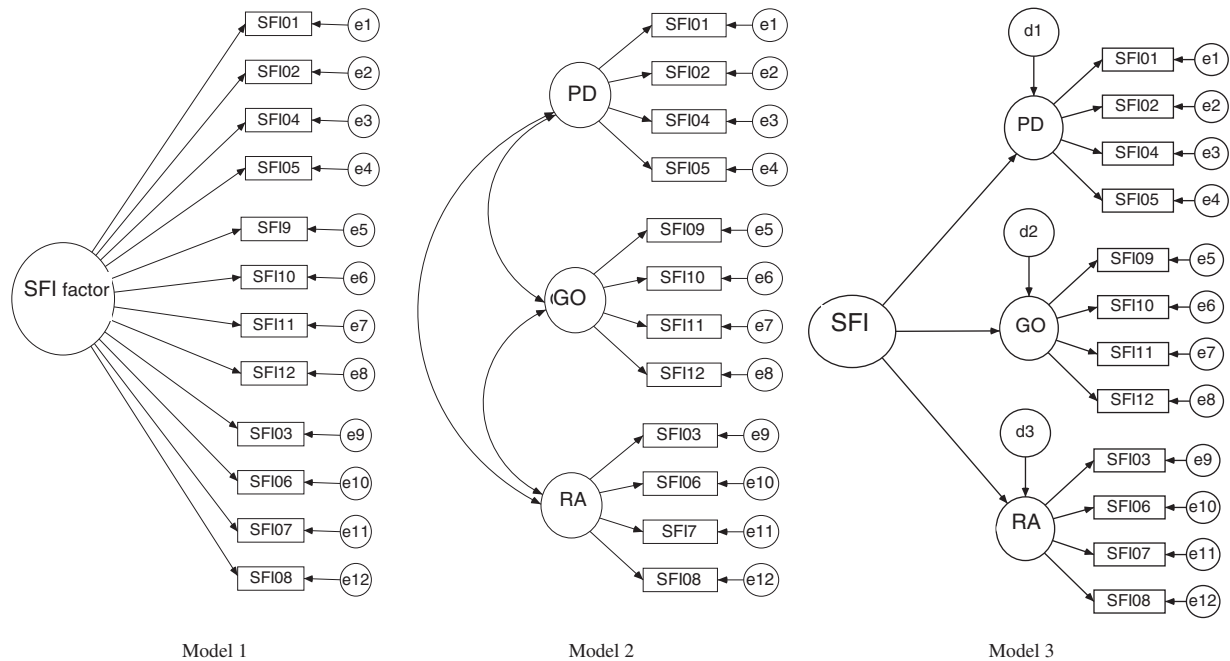 SFI01 e1
SFI02 e2
SFI04 e3
SFI05 e4
SFI9 e5
SFI10 e6
SFI11 e7
SFI12 e8
SFI03 e9
SFI06 e10
SFI07 e11
SFI08 e12
SFI factor
Model 1
PD
SFI01 e1
SFI02 e2
SFI04 e3
SFI05 e4
GO
SFI09 e5
SFI10 e6
SFI11 e7
SFI12 e8
RA
SFI03 e9
SFI06 e10
SFI7 e11
SFI08 e12
Model 2
SFI
d1
PD
SFI01 e1
SFI02 e2
SFI04 e3
SFI05 e4
d2
GO
SFI09 e5
SFI10 e6
SFI11 e7
SFI12 e8
d3
RA
SFI03 e9
SFI06 e10
SFI07 e11
SFI08 e12
Model 3